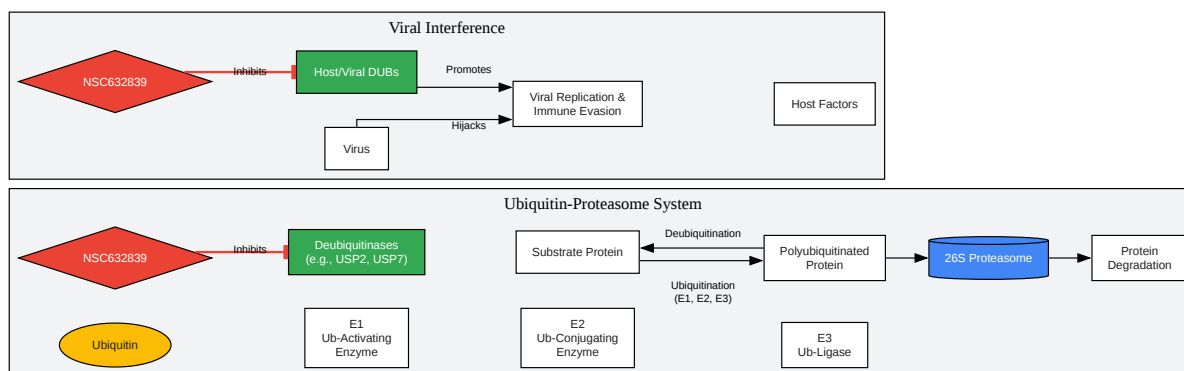 Viral Interference
NSC632839
Inhibits
Host/Viral DUBs
Promotes
Viral Replication &
Immune Evasion
Host Factors
Hijacks
Virus
Ubiquitin-Proteasome System
NSC632839
Inhibits
Deubiquitinases
(e.g., USP2, USP7)
Substrate Protein
Deubiquitination
Ubiquitination
(E1, E2, E3)
Polyubiquitinated
Protein
26S Proteasome
Protein
Degradation
Ubiquitin
E1
Ub-Activating
Enzyme
E2
Ub-Conjugating
Enzyme
E3
Ub-Ligase